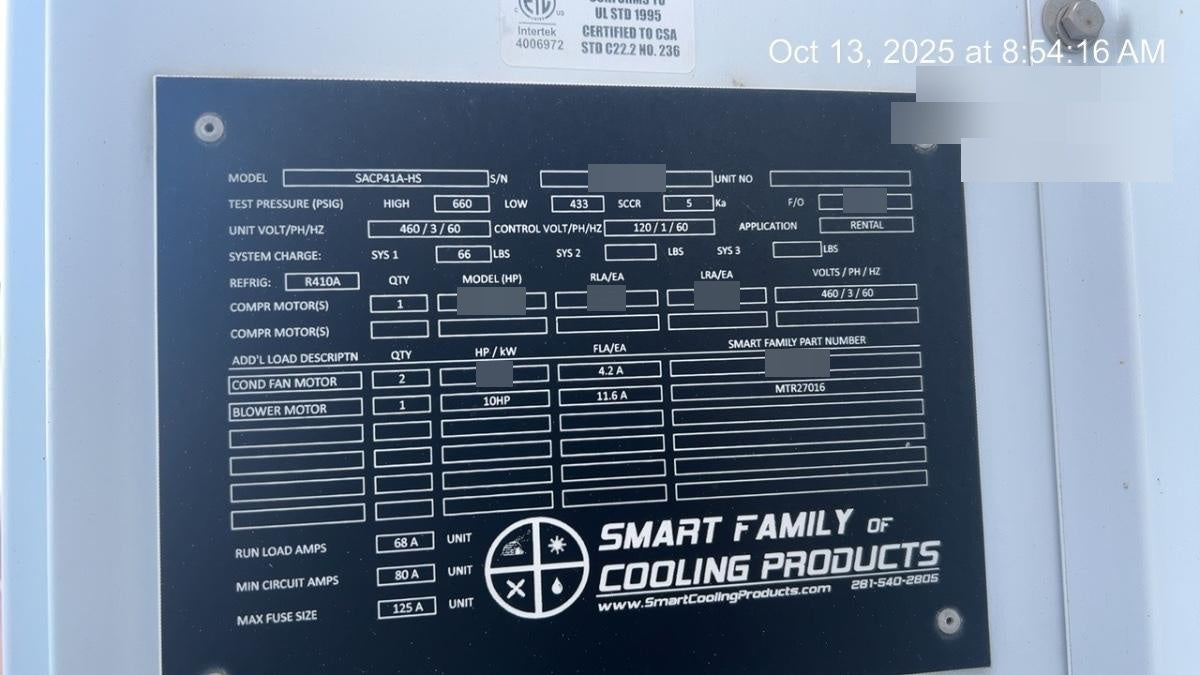 CONFORMS TO
UL STD 1995
Intertek
4006972
CERTIFIED TO CSA
STD C22.2 NO. 236
Oct 13, 2025 at 8:54:16 AM
MODEL SACP41A-HS S/N UNIT NO
TEST PRESSURE (PSIG) HIGH 660 LOW 433 SCCR 5 Ka F/O
UNIT VOLT/PH/HZ 460 / 3 / 60 CONTROL VOLT/PH/HZ 120 / 1 / 60 APPLICATION RENTAL
SYSTEM CHARGE: SYS 1 66 LBS SYS 2 LBS SYS 3 LBS
REFRIG: R410A QTY MODEL (HP) RLA/EA LRA/EA VOLTS / PH / HZ
COMPR MOTOR(S) 1 460 / 3 / 60
COMPR MOTOR(S)
ADD'L LOAD DESCRIPTN QTY HP / kW FLA/EA SMART FAMILY PART NUMBER
COND FAN MOTOR 2 4.2 A
BLOWER MOTOR 1 10HP 11.6 A MTR27016
RUN LOAD AMPS 68 A UNIT
MIN CIRCUIT AMPS 80 A UNIT
MAX FUSE SIZE 125 A UNIT
SMART FAMILY OF
COOLING PRODUCTS
www.SmartCoolingProducts.com 281-540-2805